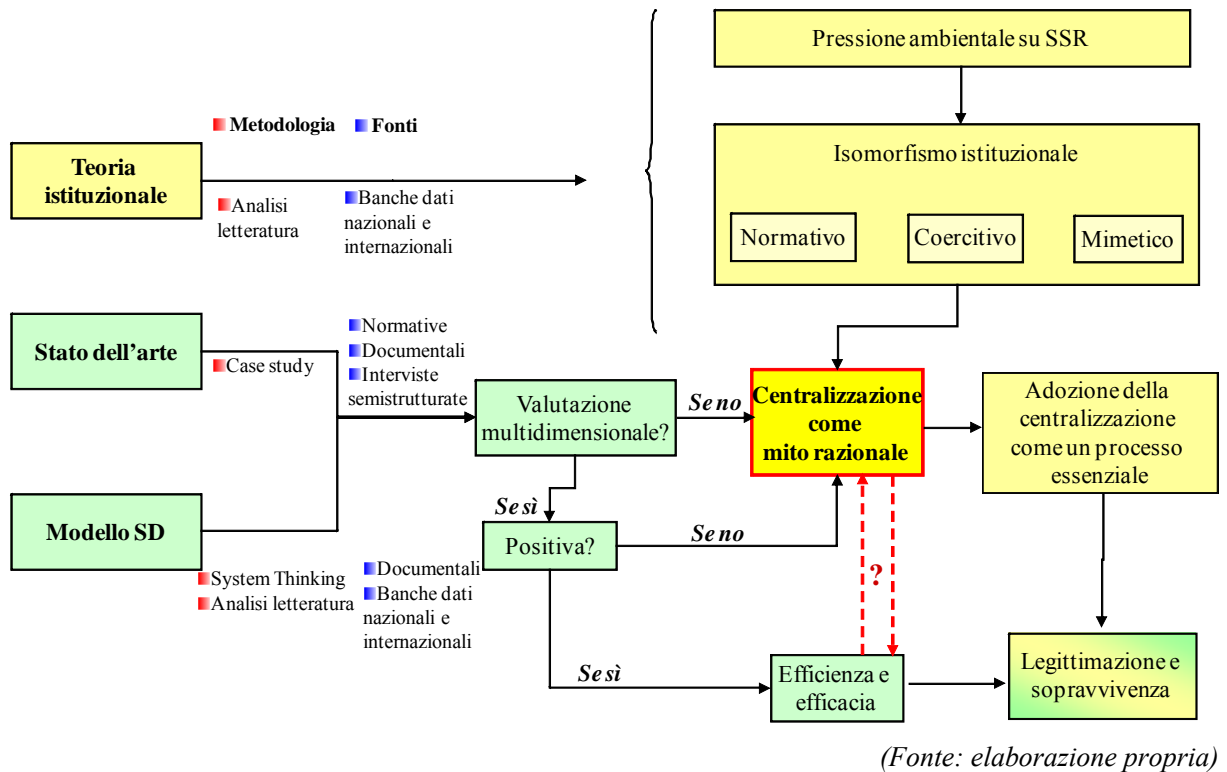 Pressione ambientale su SSR
Metodologia
Fonti
Teoria
istituzionale
Analisi
letteratura
Banche dati
nazionali e
internazionali
Isomorfismo istituzionale
Normativo
Coercitivo
Mimetico
Stato dell’arte
Case study
Normative
Documentali
Interviste
semistrutturate
Valutazione
multidimensionale?
Se no
Centralizzazione
come
mito razionale
Adozione della
centralizzazione
come un processo
essenziale
Modello SD
System Thinking
Analisi letteratura
Documentali
Banche dati
nazionali e
internazionali
Se sì
Positiva?
Se no
?
Se sì
Efficienza e
efficacia
Legittimazione e
sopravvivenza
(Fonte: elaborazione propria)